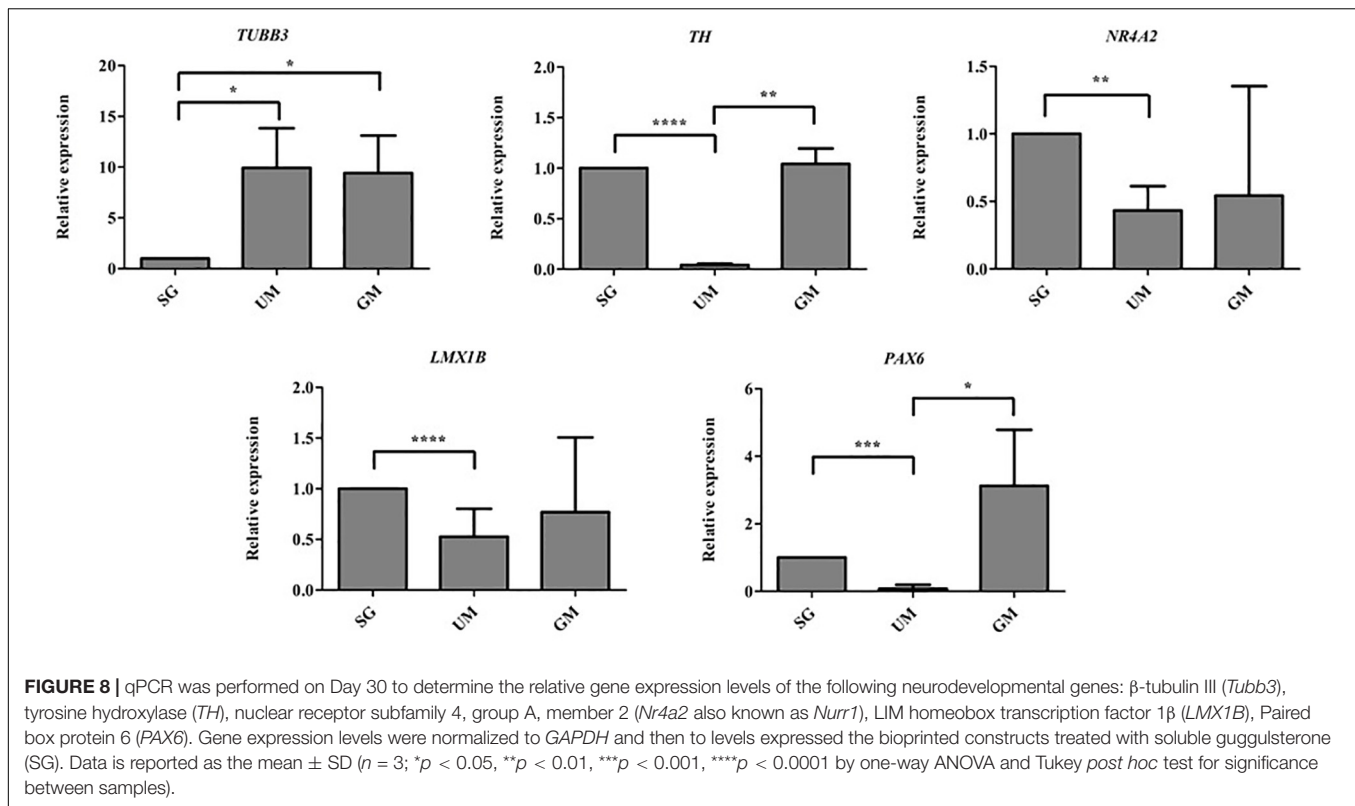 TUBB3
TH
NR4A2
Relative expression
20
15
10
5
0
*
*
SG
UM
GM
Relative expression
2.0
1.5
1.0
0.5
0.0
****
**
SG
UM
GM
Relative expression
1.5
1.0
0.5
0.0
**
SG
UM
GM
LMX1B
PAX6
Relative expression
2.0
1.5
1.0
0.5
0.0
****
SG
UM
GM
Relative expression
6
4
2
0
***
*
SG
UM
GM
FIGURE 8 | qPCR was performed on Day 30 to determine the relative gene expression levels of the following neurodevelopmental genes: β-tubulin III (Tubb3),
tyrosine hydroxylase (TH), nuclear receptor subfamily 4, group A, member 2 (Nr4a2 also known as Nurr1), LIM homeobox transcription factor 1β (LMX1B), Paired
box protein 6 (PAX6). Gene expression levels were normalized to GAPDH and then to levels expressed the bioprinted constructs treated with soluble guggulsterone
(SG). Data is reported as the mean ± SD (n = 3; *p < 0.05, **p < 0.01, ***p < 0.001, ****p < 0.0001 by one-way ANOVA and Tukey post hoc test for significance
between samples).